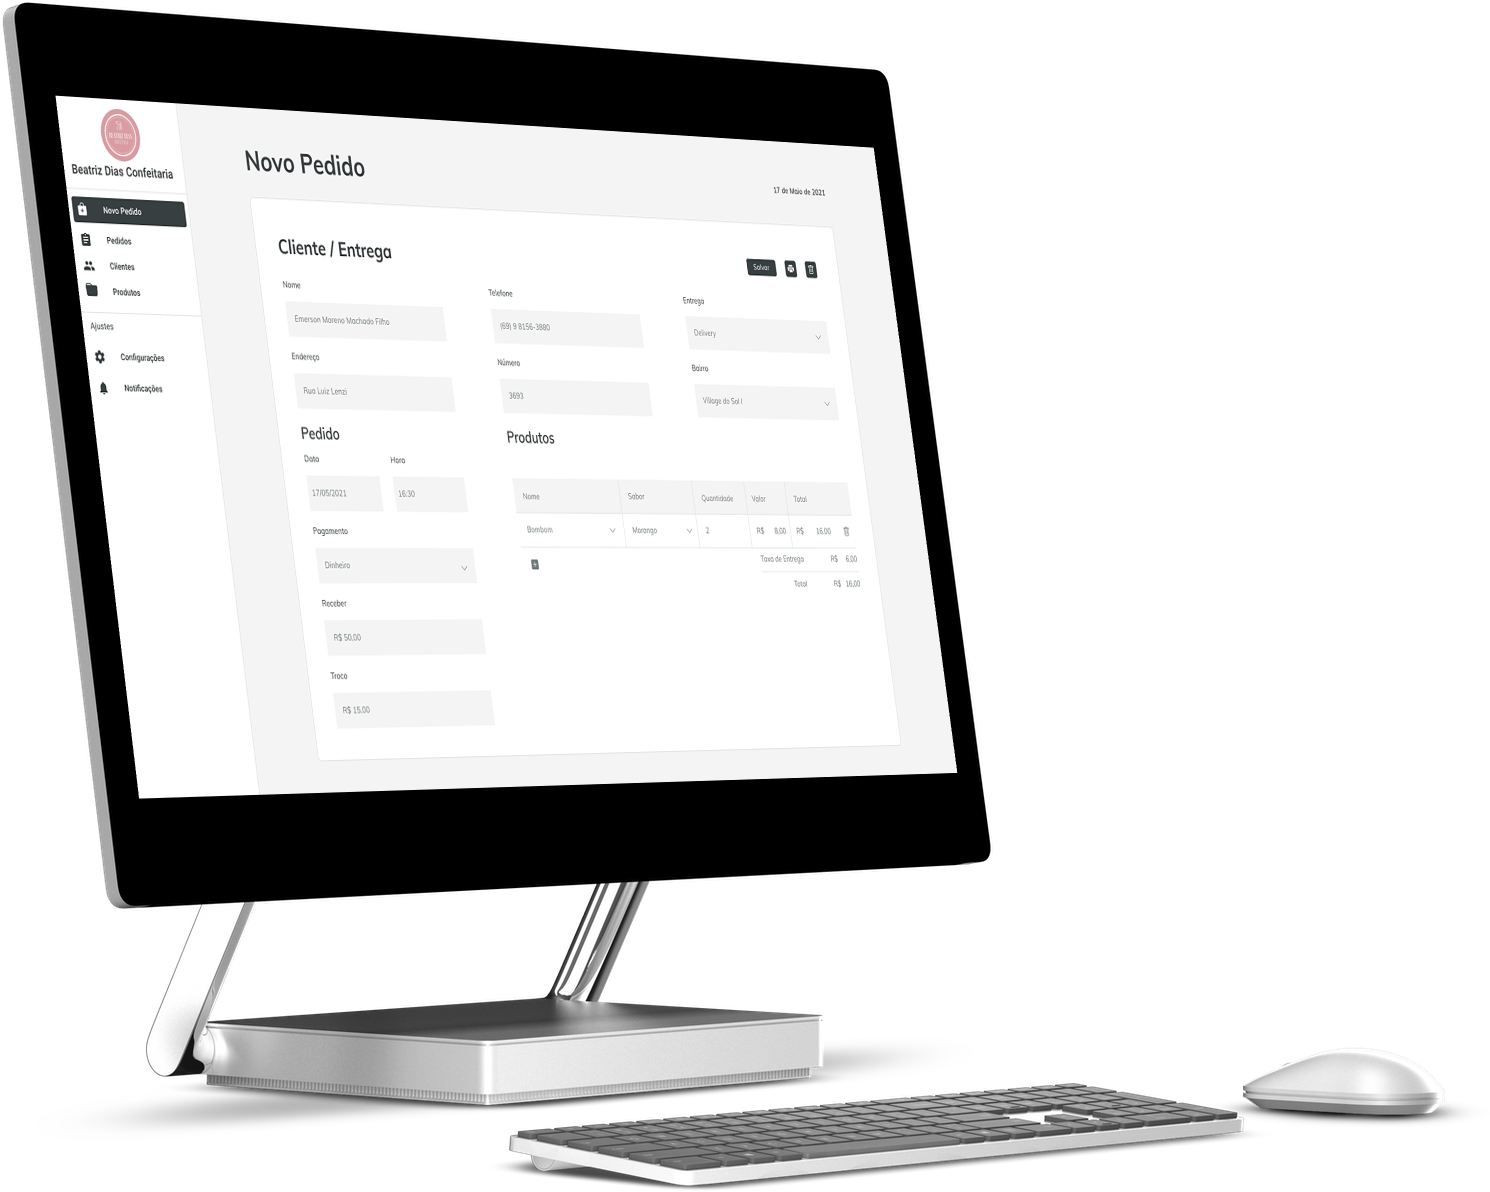 Beatriz Dias Confeitaria
Novo Pedido
Pedidos
Clientes
Produtos
Ajustes
Configurações
Notificações
Novo Pedido
17 de Maio de 2021
Cliente / Entrega
Salvar
Nome
Telefone
Entrega
Emerson Moreno Machado Filho
(69) 9 8156-3880
Delivery
Endereço
Número
Bairro
Rua Luiz Lenzi
3693
Village do Sol I
Pedido
Produtos
Data
Hora
17/05/2021
16:30
Nome
Sabor
Quantidade
Valor
Total
Bombom
Morango
2
R$ 8,00
R$ 16,00
Taxa de Entrega
R$ 6,00
Total
R$ 16,00
Pagamento
Dinheiro
Receber
R$ 50,00
Troco
R$ 15,00